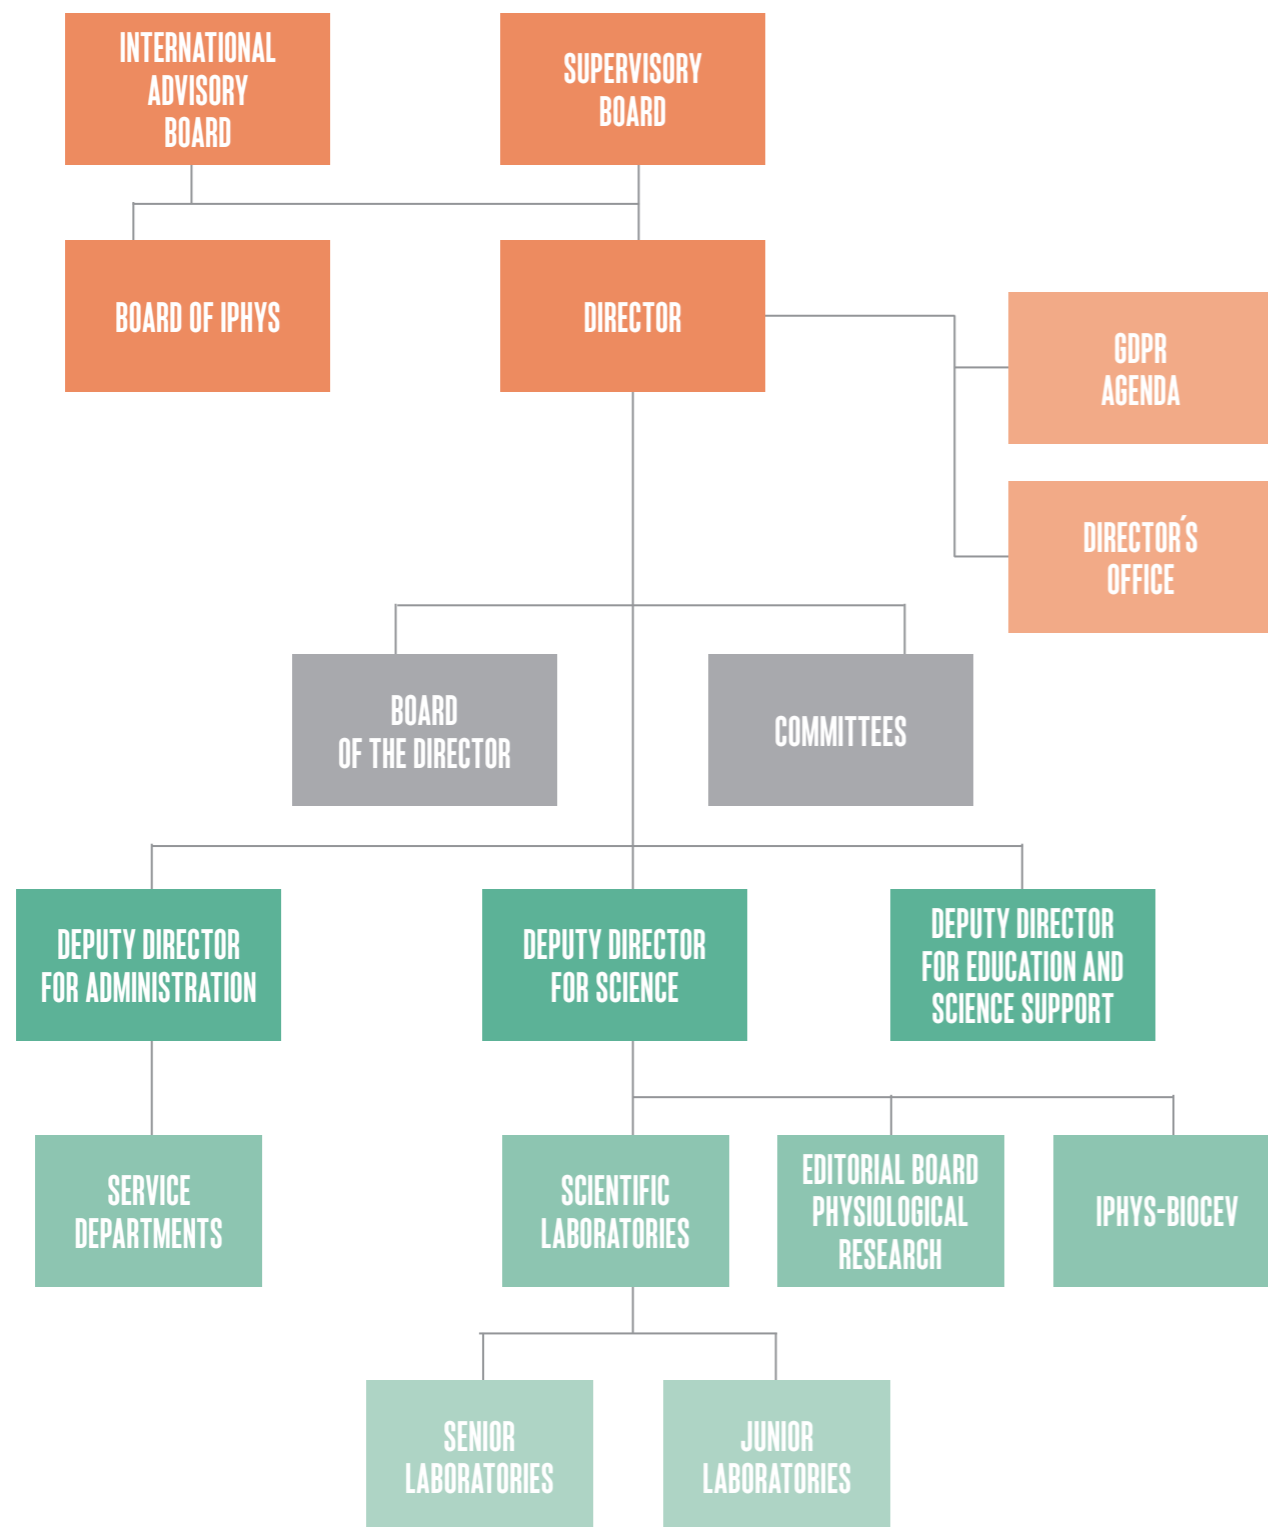 INTERNATIONAL
ADVISORY
BOARD
SUPERVISORY
BOARD
BOARD OF IPHYS
DIRECTOR
GDPR
AGENDA
DIRECTOR´S
OFFICE
BOARD
OF THE DIRECTOR
COMMITTEES
DEPUTY DIRECTOR
FOR ADMINISTRATION
DEPUTY DIRECTOR
FOR SCIENCE
DEPUTY DIRECTOR
FOR EDUCATION AND
SCIENCE SUPPORT
SERVICE
DEPARTMENTS
SCIENTIFIC
LABORATORIES
EDITORIAL BOARD
PHYSIOLOGICAL
RESEARCH
IPHYS-BIOCEV
SENIOR
LABORATORIES
JUNIOR
LABORATORIES